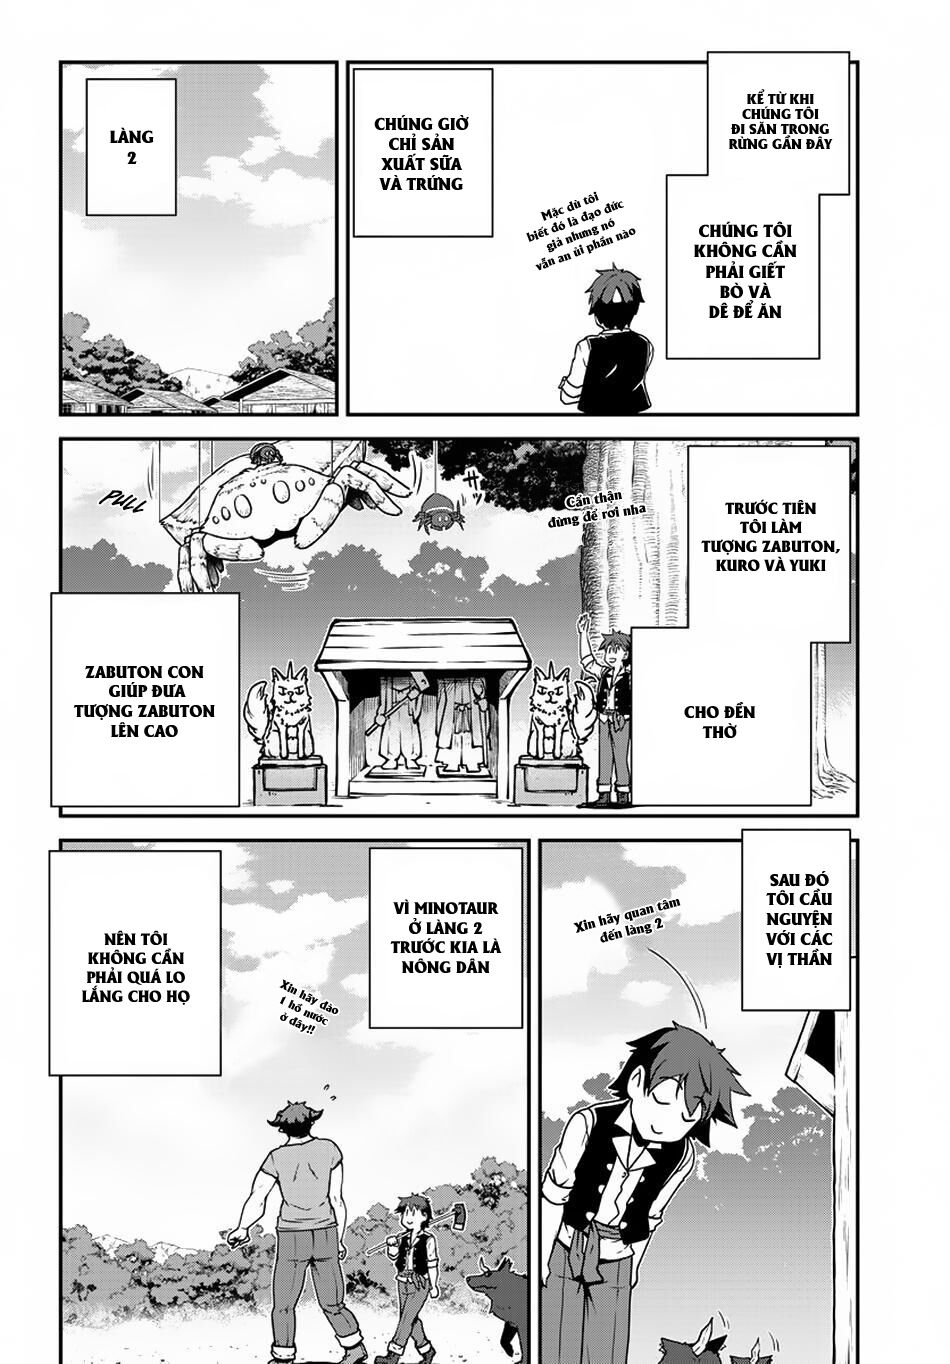 KỂ TỪ KHI
CHÚNG TÔI
ĐI SĂN TRONG
RỪNG GẦN ĐÂY
CHÚNG TÔI
KHÔNG CẦN
PHẢI GIẾT
BÒ VÀ
DÊ ĐỂ ĂN
Mặc dù tôi
biết đó là đạo đức
giả nhưng nó
vẫn an ủi phần nào
CHÚNG GIỜ
CHỈ SẢN
XUẤT SỮA
VÀ TRỨNG
LÀNG
2
TRƯỚC TIÊN
TÔI LÀM
TƯỢNG ZABUTON,
KURO VÀ YUKI
CHO ĐỀN
THỜ
Cẩn thận
đừng để rơi nha
PULL
ZABUTON CON
GIÚP ĐƯA
TƯỢNG ZABUTON
LÊN CAO
SAU ĐÓ
TÔI CẦU
NGUYỆN
VỚI CÁC
VỊ THẦN
Xin hãy quan tâm
đến làng 2
VÌ MINOTAUR
Ở LÀNG 2
TRƯỚC KIA LÀ
NÔNG DÂN
Xin hãy đào
1 hồ nước
ở đây!!
NÊN TÔI
KHÔNG CẦN
PHẢI QUÁ LO
LẮNG CHO HỌ